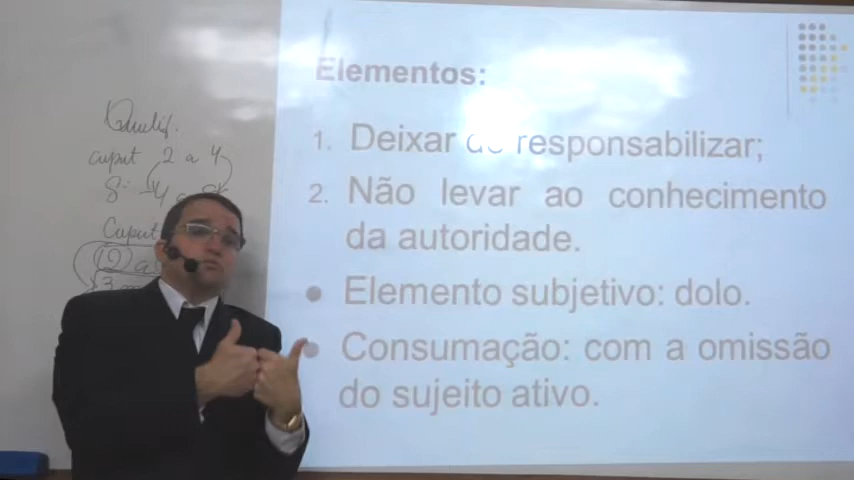 Qualif.
caput 2 a 4
Caput
Elementos:
1. Deixar de responsabilizar;
2. Não levar ao conhecimento
da autoridade.
Elemento subjetivo: dolo.
Consumação: com a omissão
do sujeito ativo.